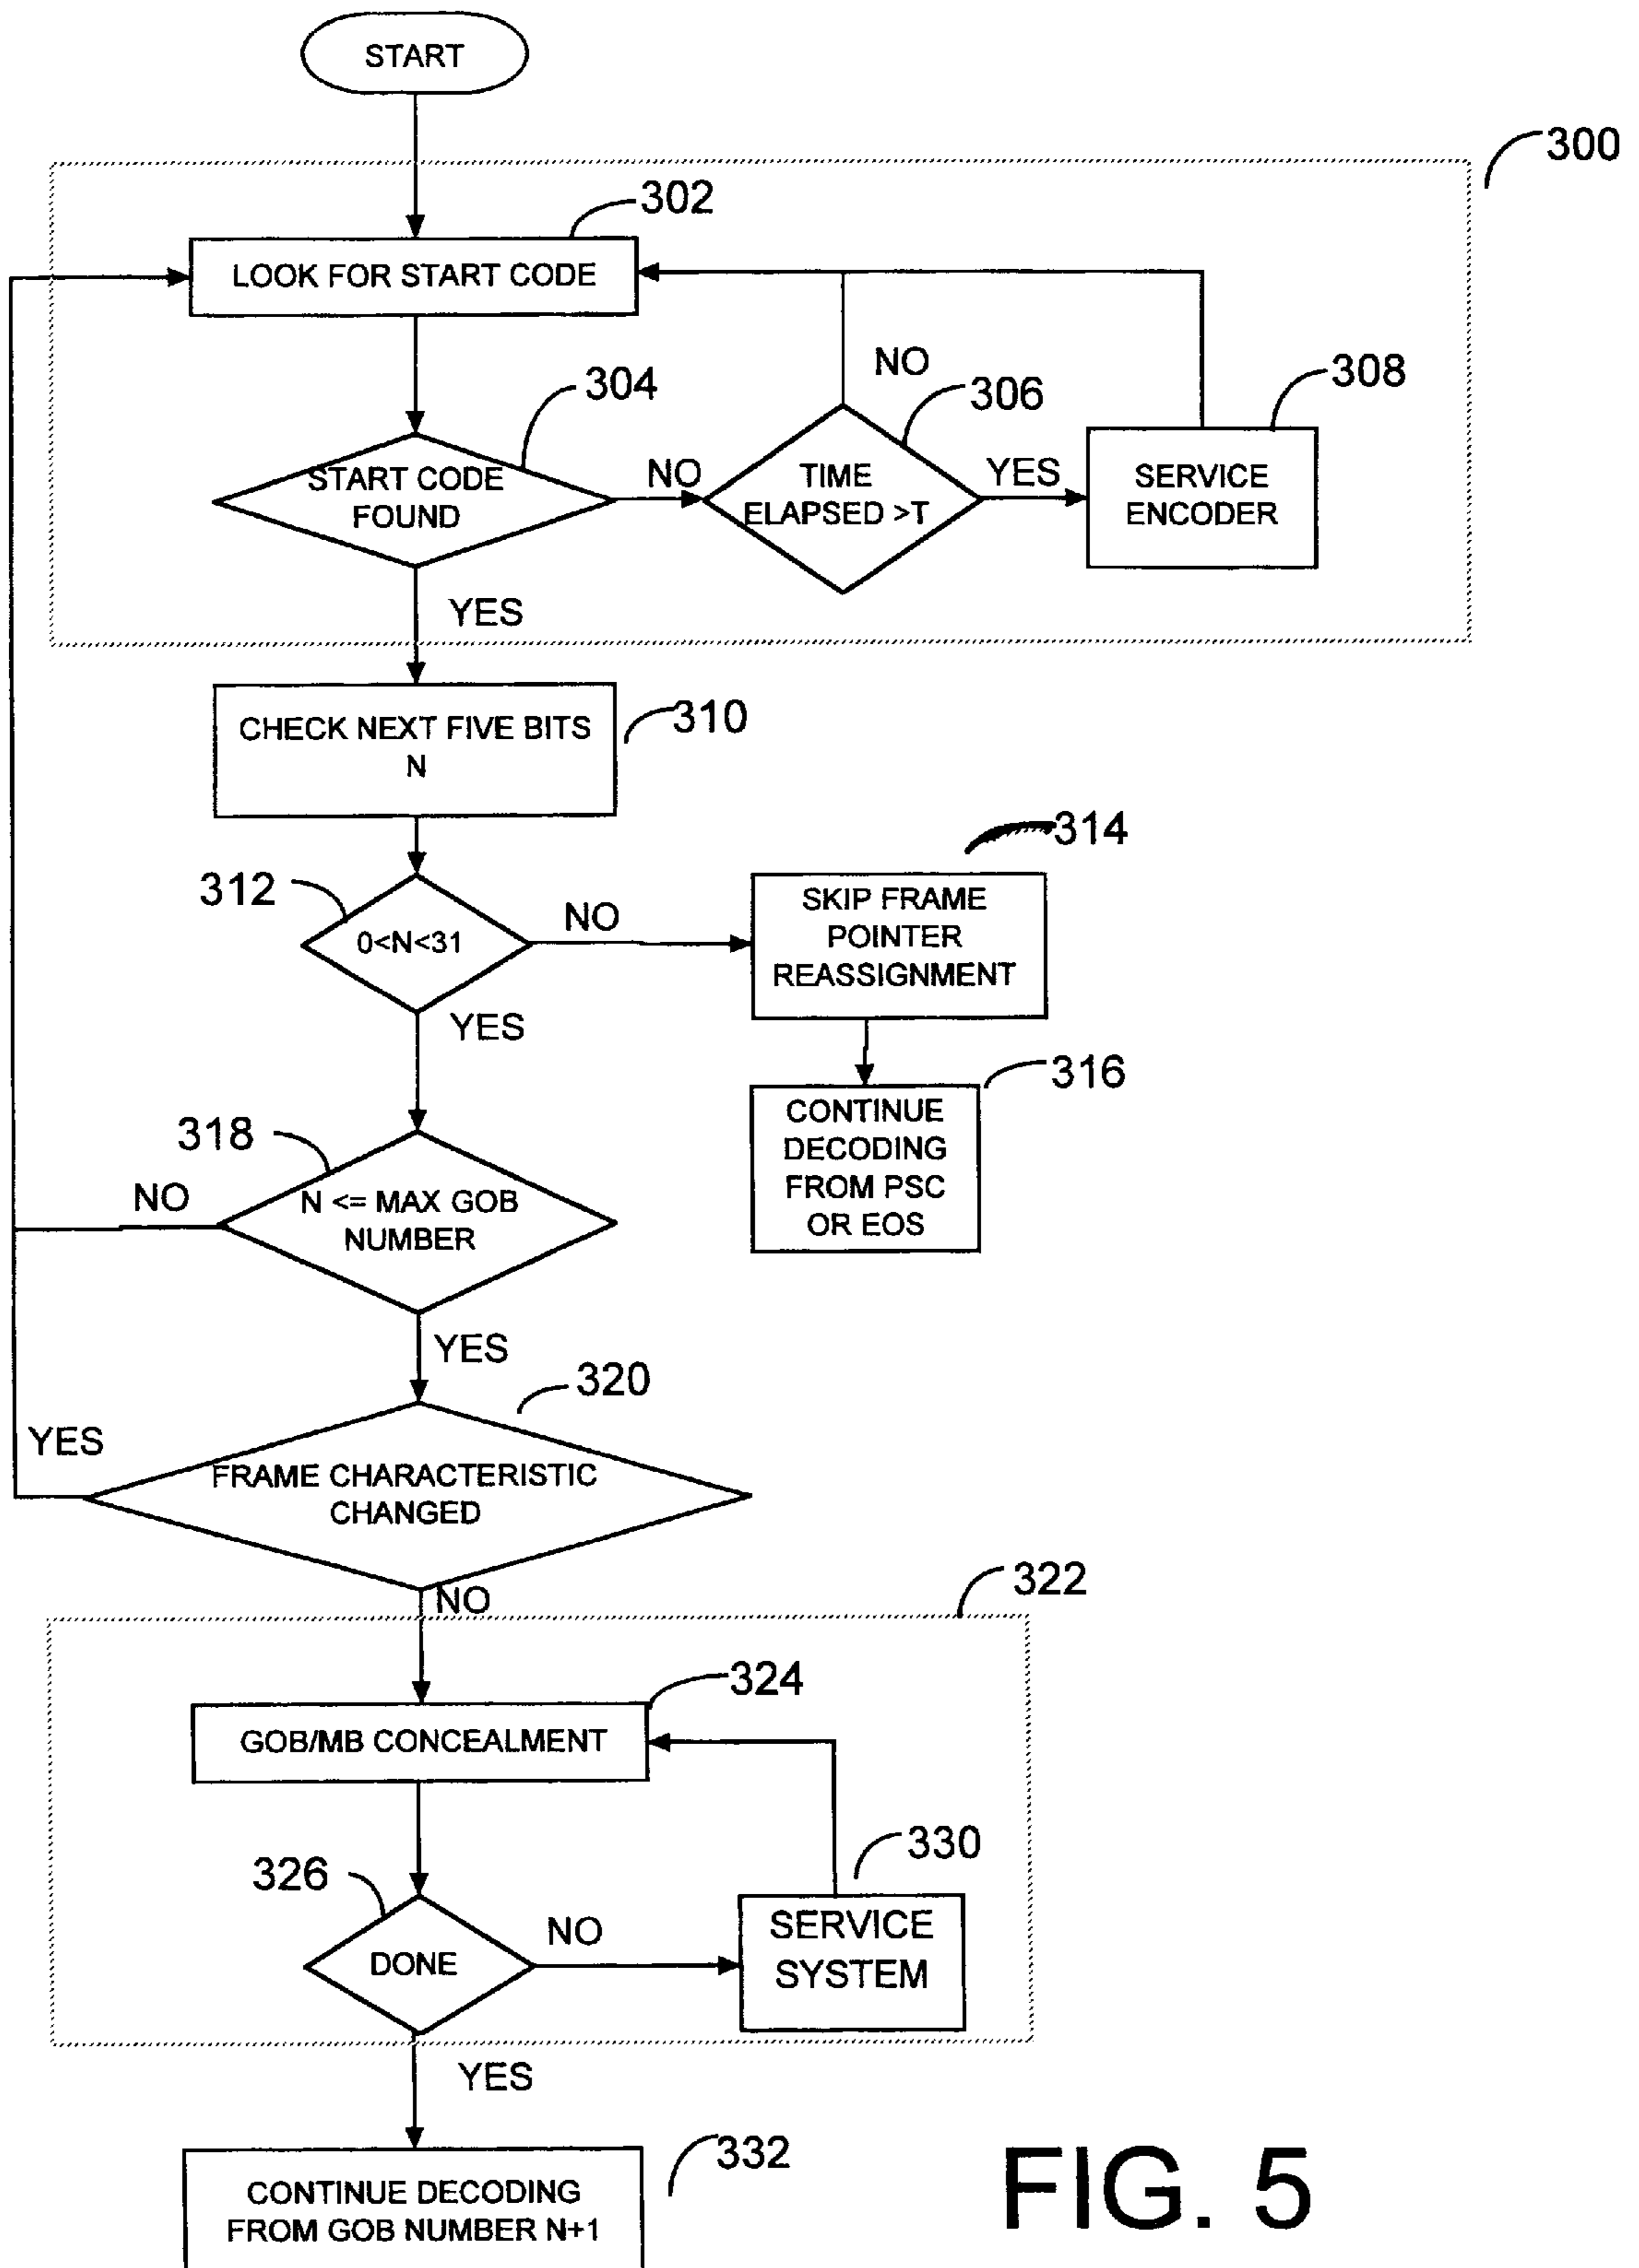 START
300
302
LOOK FOR START CODE
NO
304
306
308
START CODE
FOUND
NO
TIME
ELAPSED >T
YES
SERVICE
ENCODER
YES
CHECK NEXT FIVE BITS
N
310
314
312
0<N<31
NO
SKIP FRAME
POINTER
REASSIGNMENT
YES
316
CONTINUE
DECODING
FROM PSC
OR EOS
318
NO
N <= MAX GOB
NUMBER
YES
320
YES
FRAME CHARACTERISTIC
CHANGED
NO
322
324
GOB/MB CONCEALMENT
330
326
DONE
NO
SERVICE
SYSTEM
YES
332
CONTINUE DECODING
FROM GOB NUMBER N+1
FIG. 5